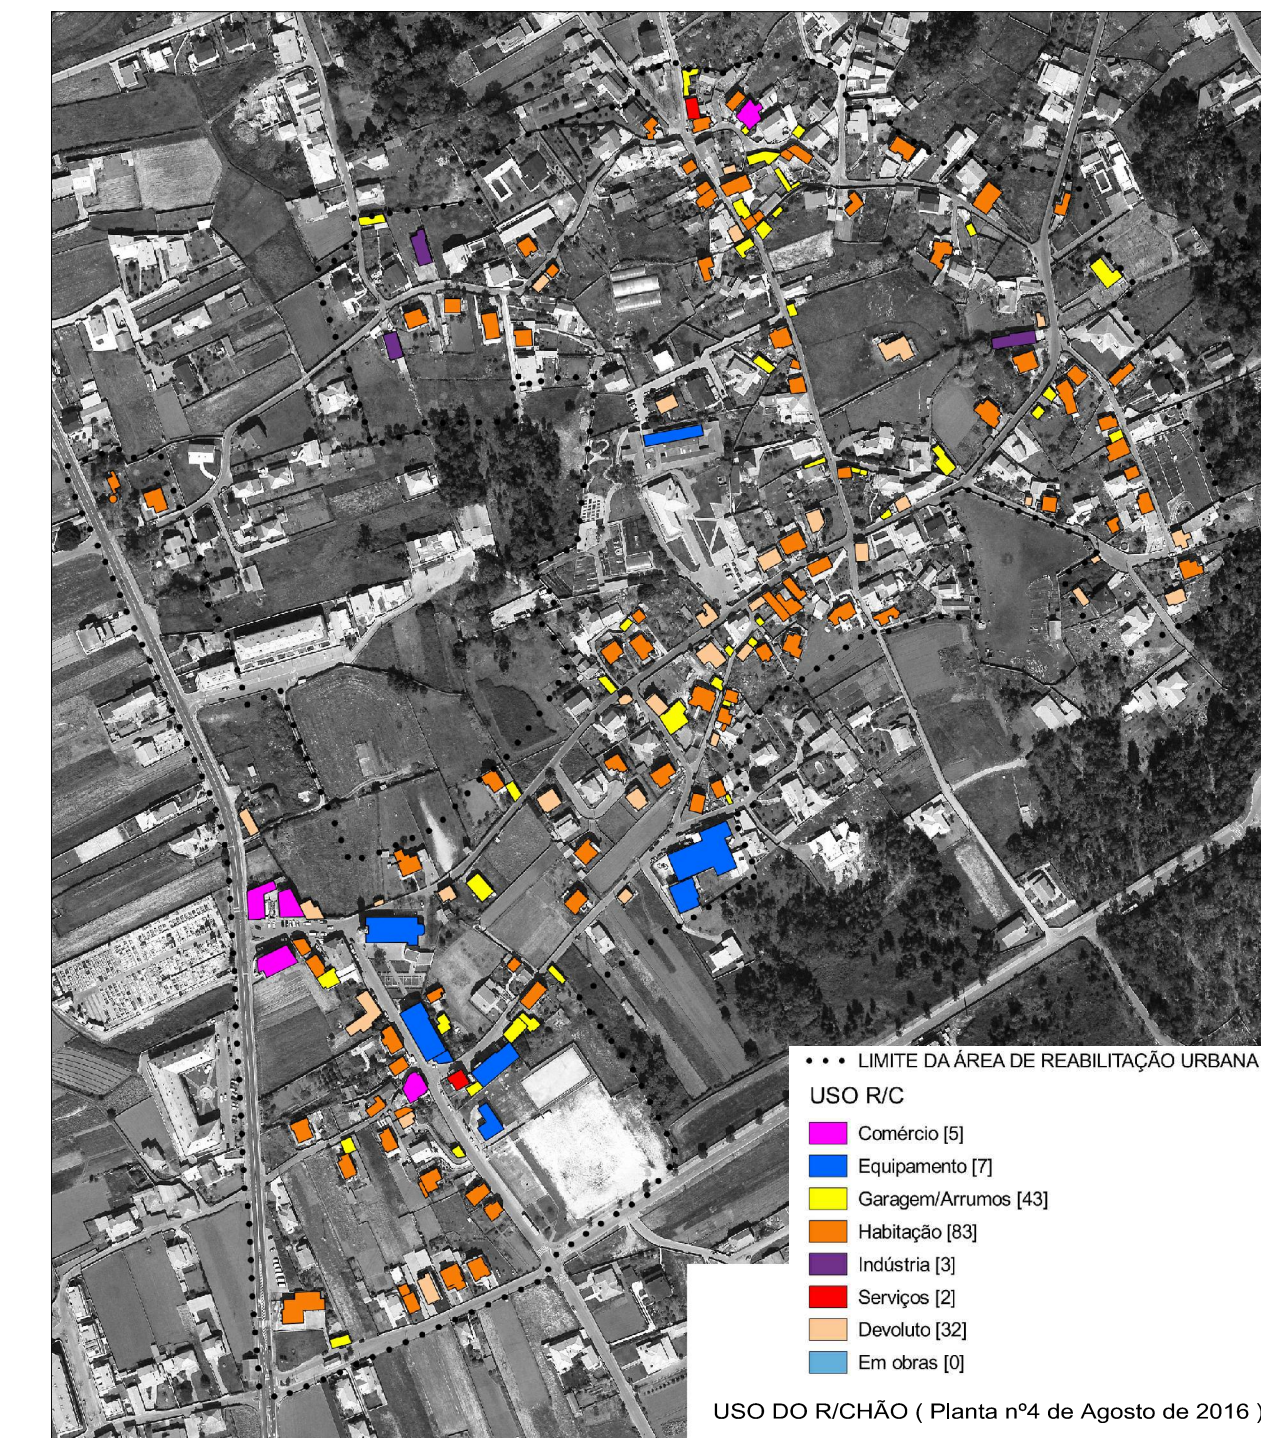 • • • LIMITE DA ÁREA DE REABILITAÇÃO URBANA
USO R/C
Comércio [5]
Equipamento [7]
Garagem/Arrumos [43]
Habitação [83]
Indústria [3]
Serviços [2]
Devoluto [32]
Em obras [0]
USO DO R/CHÃO ( Planta nº4 de Agosto de 2016 )